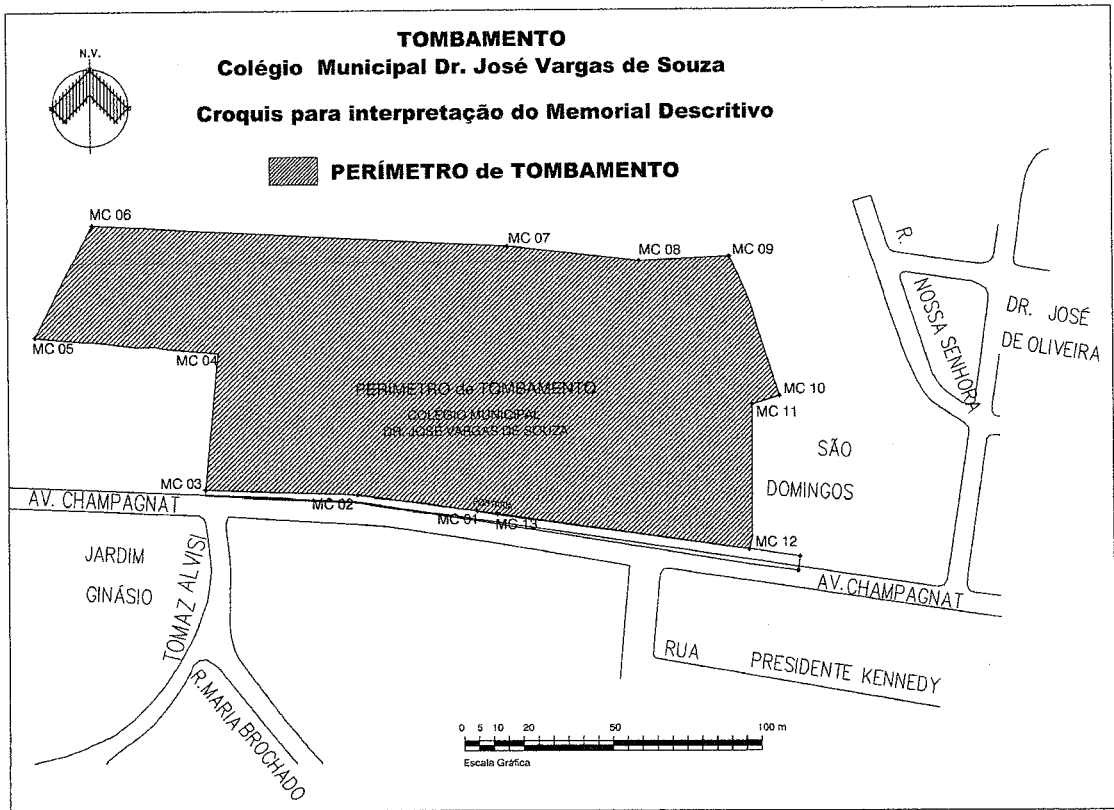 TOMBAMENTO
Colégio Municipal Dr. José Vargas de Souza
N.V.
Croquis para interpretação do Memorial Descritivo
PERÍMETRO de TOMBAMENTO
MC 06
MC 07
MC 08
MC 09
R.
NOSSA SENHORA
DR. JOSÉ
DE OLIVEIRA
MC 05
MC 04
PERÍMETRO de TOMBAMENTO
COLÉGIO MUNICIPAL
DR. JOSÉ VARGAS DE SOUZA
MC 10
MC 11
SÃO
DOMINGOS
MC 03
AV. CHAMPAGNAT
MC 02
MC 01
MC 13
MC 12
JARDIM
GINÁSIO
TOMAZ ALVISI
R. MARIA BROCHADO
AV. CHAMPAGNAT
RUA PRESIDENTE KENNEDY
0 5 10 20 50 100 m
Escala Gráfica